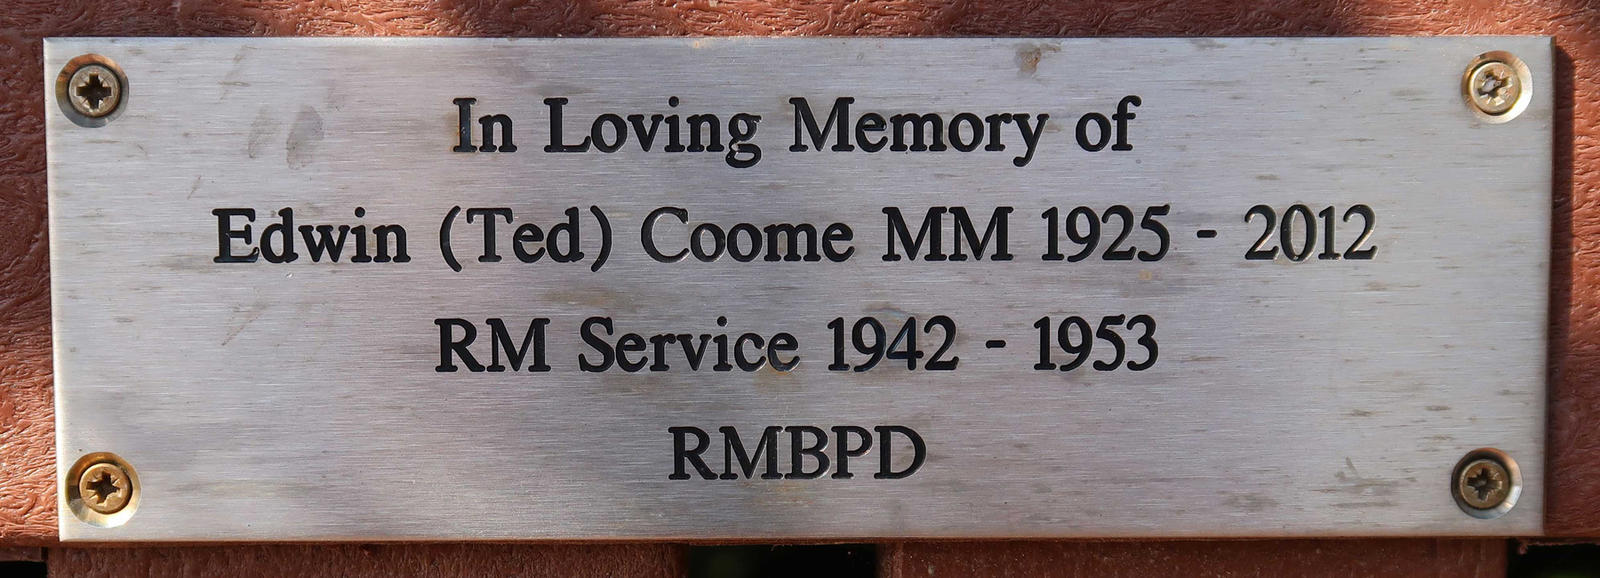 In Loving Memory of
Edwin (Ted) Coome MM 1925 - 2012
RM Service 1942 - 1953
RMBPD